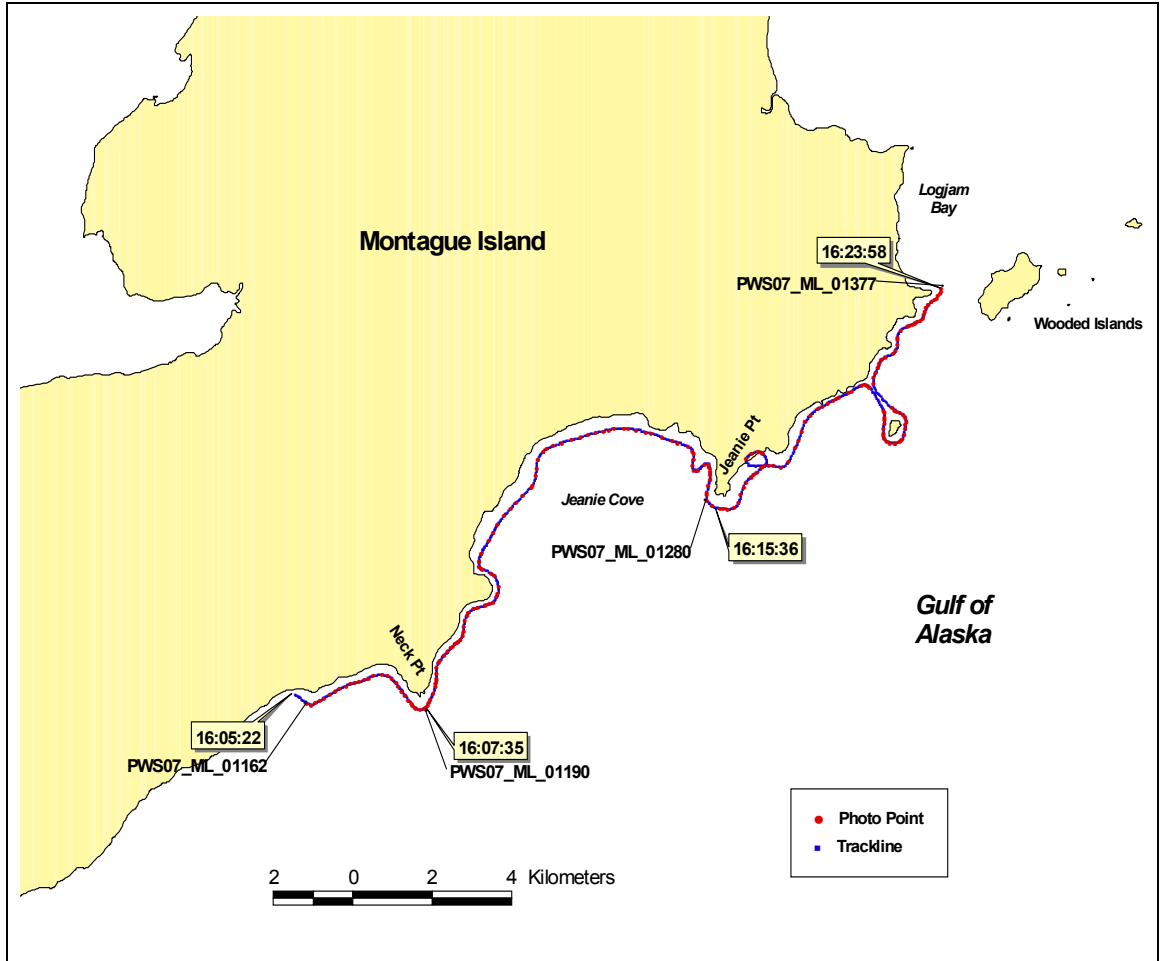 Logjam
Bay
Montague Island
16:23:58
PWS07_ML_01377
Wooded Islands
Jeanie Pt
Jeanie Cove
PWS07_ML_01280
16:15:36
Gulf of
Alaska
Neck Pt
16:05:22
PWS07_ML_01162
16:07:35
PWS07_ML_01190
Photo Point
Trackline
2 0 2 4 Kilometers